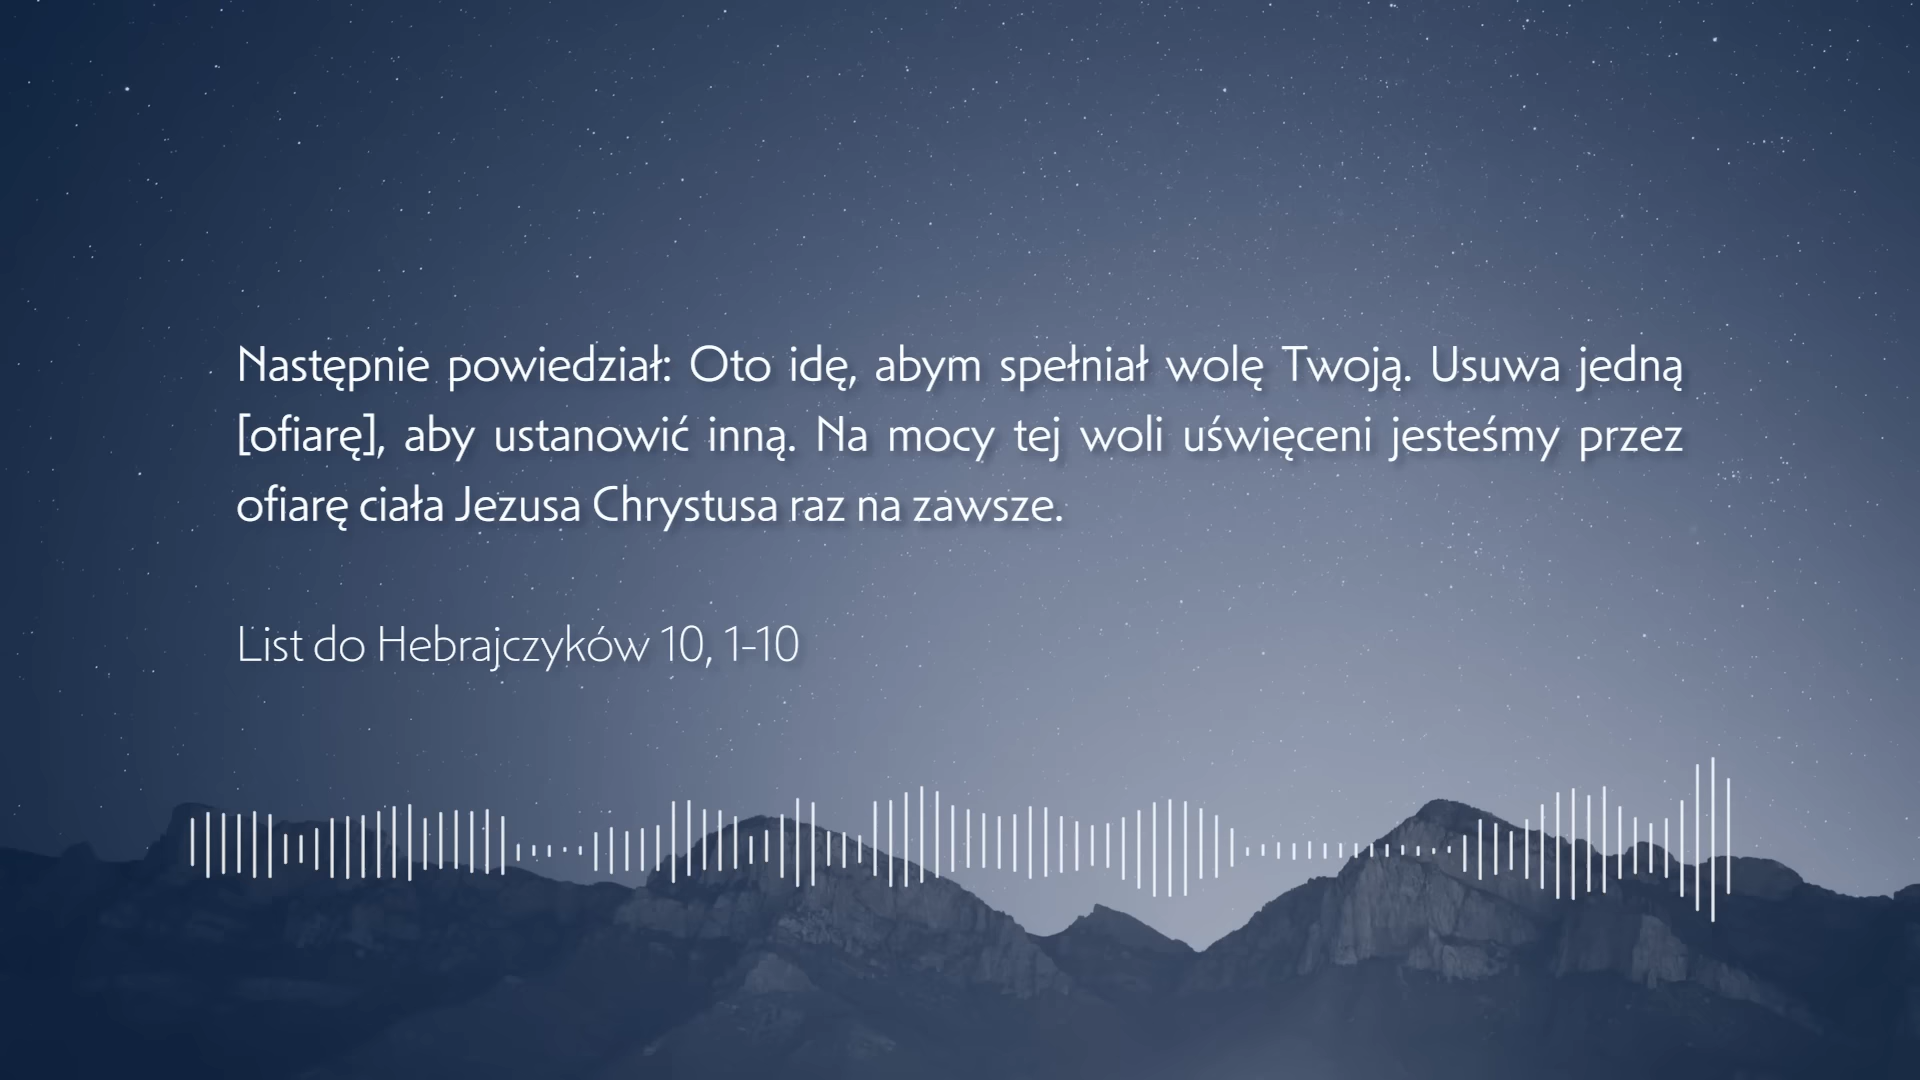 Następnie powiedział: Oto idę, abym spełniał wolę Twoją. Usuwa jedną
[ofiarę], aby ustanowić inną. Na mocy tej woli uświęceni jesteśmy przez
ofiarę ciała Jezusa Chrystusa raz na zawsze.
List do Hebrajczyków 10, 1-10